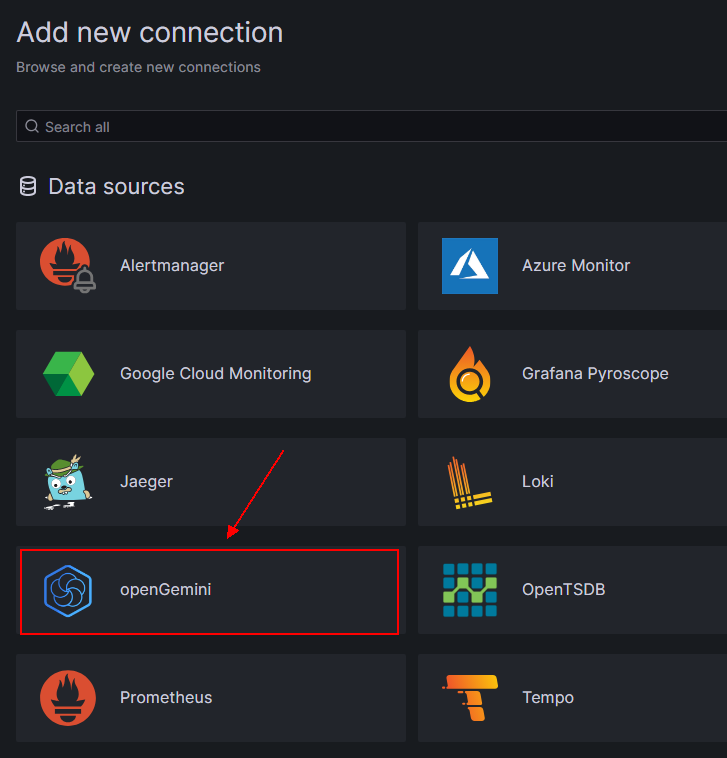 Add new connection
Browse and create new connections
Search all
Data sources
Alertmanager
Azure Monitor
Google Cloud Monitoring
Grafana Pyroscope
Jaeger
Loki
openGemini
OpenTSDB
Prometheus
Tempo